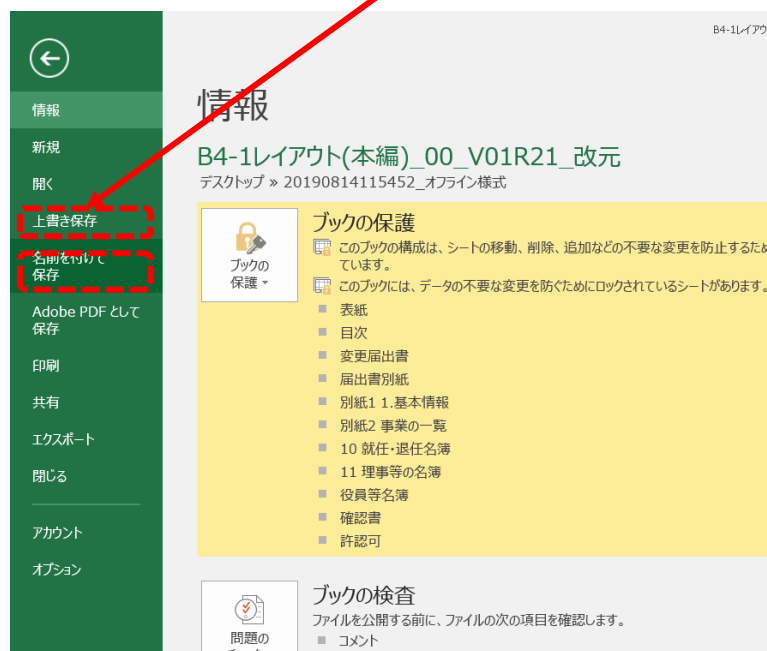 B4-1レイアウ
情報
新規
開く
上書き保存
名前を付けて
保存
Adobe PDF として
保存
印刷
共有
エクスポート
閉じる
アカウント
オプション
情報
B4-1レイアウト(本編)_00_V01R21_改元
デスクトップ » 20190814115452_オフライン様式
ブックの
保護
ブックの保護
このブックの構成は、シートの移動、削除、追加などの不要な変更を防止するため
ています。
このブックには、データの不要な変更を防ぐためにロックされているシートがあります。
表紙
目次
変更届出書
届出書別紙
別紙1 1.基本情報
別紙2 事業の一覧
10 就任・退任名簿
11 理事等の名簿
役員等名簿
確認書
許認可
問題の
ブックの検査
ファイルを公開する前に、ファイルの次の項目を確認します。
コメント